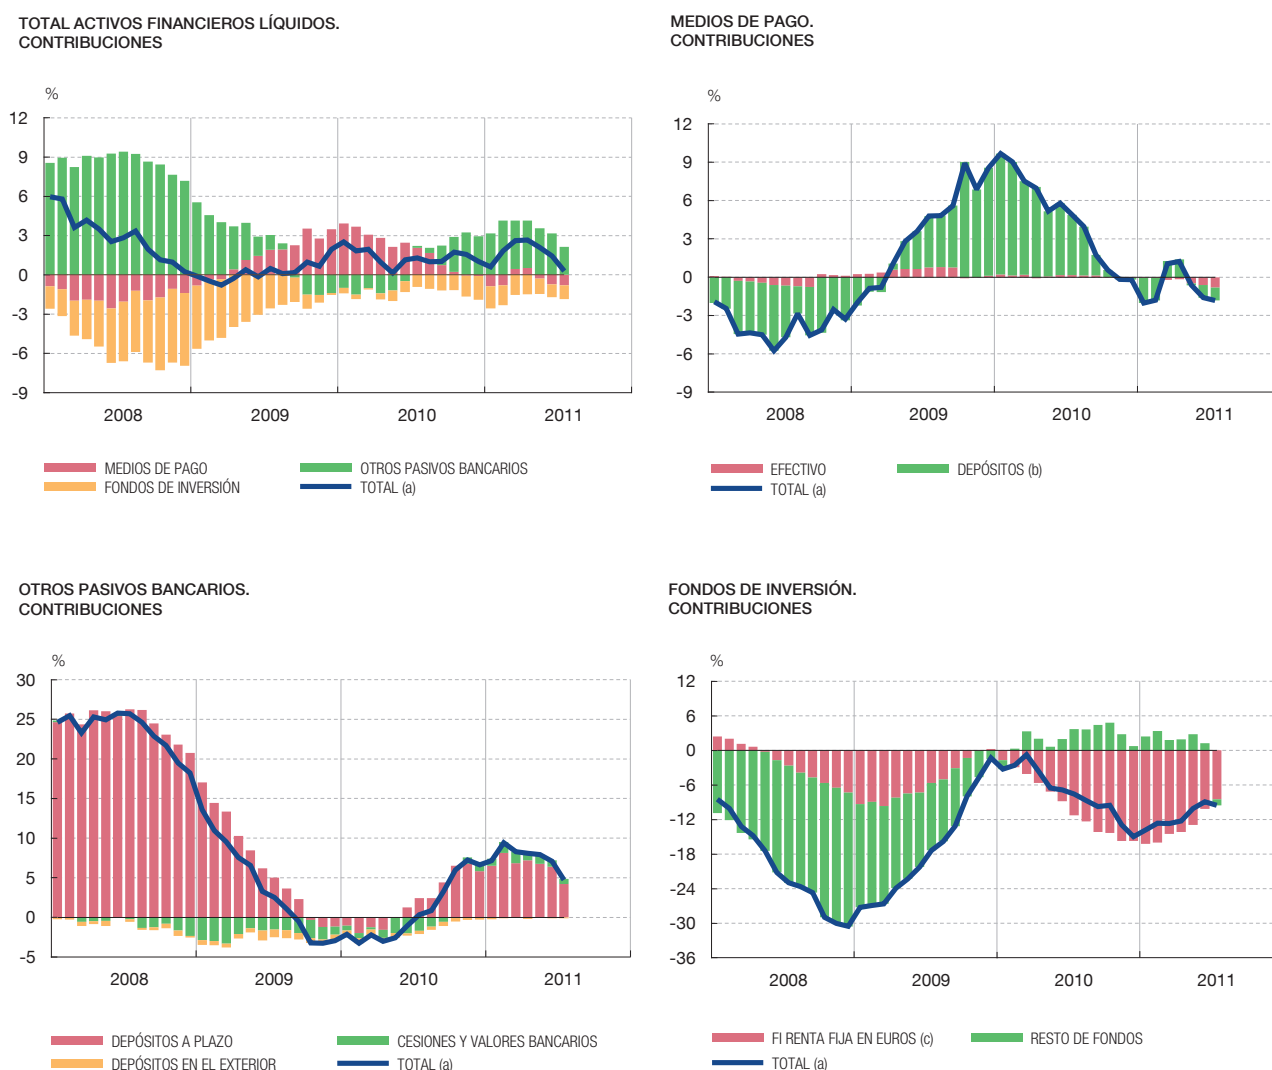 TOTAL ACTIVOS FINANCIEROS LÍQUIDOS.
CONTRIBUCIONES
%
12
9
6
3
0
-3
-6
-9
2008
2009
2010
2011
MEDIOS DE PAGO
OTROS PASIVOS BANCARIOS
FONDOS DE INVERSIÓN
TOTAL (a)
MEDIOS DE PAGO.
CONTRIBUCIONES
%
12
9
6
3
0
-3
-6
-9
2008
2009
2010
2011
EFECTIVO
DEPÓSITOS (b)
TOTAL (a)
OTROS PASIVOS BANCARIOS.
CONTRIBUCIONES
%
30
25
20
15
10
5
0
-5
2008
2009
2010
2011
DEPÓSITOS A PLAZO
CESIONES Y VALORES BANCARIOS
DEPÓSITOS EN EL EXTERIOR
TOTAL (a)
FONDOS DE INVERSIÓN.
CONTRIBUCIONES
%
12
6
0
-6
-12
-18
-24
-30
-36
2008
2009
2010
2011
FI RENTA FIJA EN EUROS (c)
RESTO DE FONDOS
TOTAL (a)